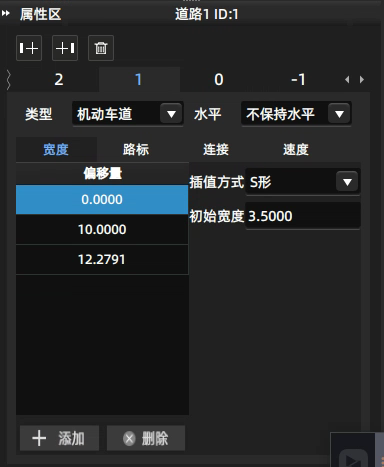 属性区 道路1 ID:1
2 1 0 -1
类型 机动车道 水平 不保持水平
宽度 路标 连接 速度
偏移量
0.0000
10.0000
12.2791
插值方式 S形
初始宽度 3.5000
添加 删除